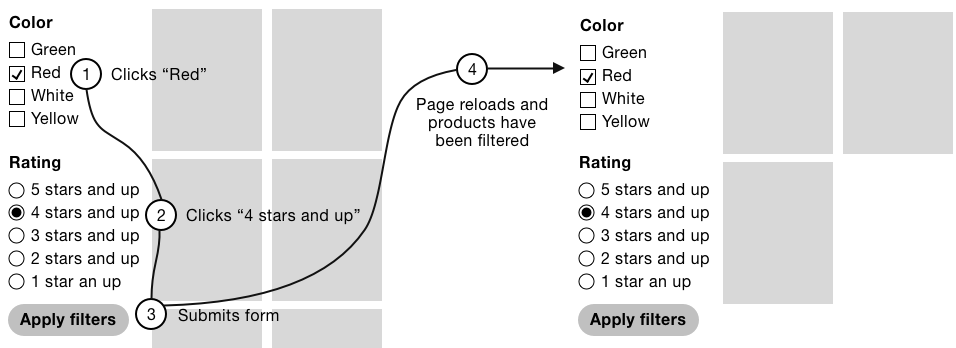 Color
Green
Red
White
Yellow
1
Clicks “Red”
Rating
5 stars and up
4 stars and up
3 stars and up
2 stars and up
1 star an up
2
Clicks “4 stars and up”
Apply filters
3
Submits form
4
Page reloads and
products have
been filtered
Color
Green
Red
White
Yellow
Rating
5 stars and up
4 stars and up
3 stars and up
2 stars and up
1 star an up
Apply filters